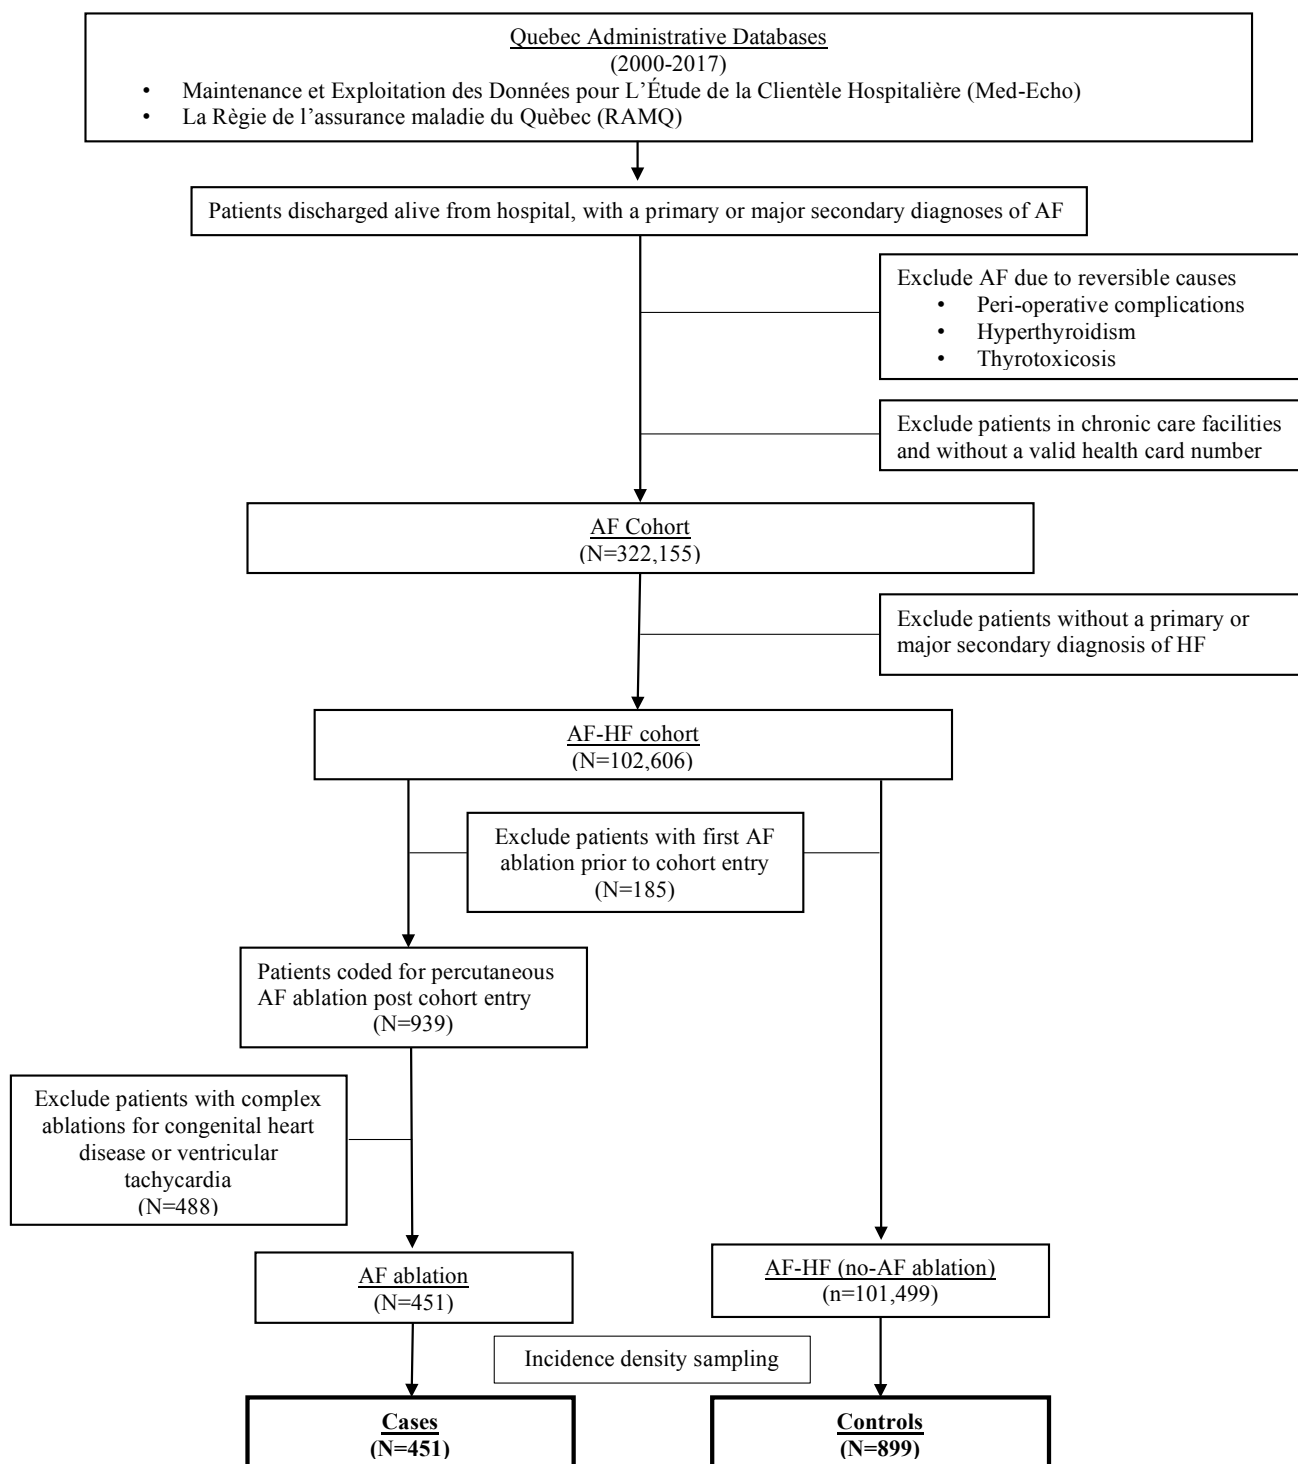 Quebec Administrative Databases
(2000-2017)
• Maintenance et Exploitation des Données pour L'Étude de la Clientèle Hospitalière (Med-Echo)
• La Règie de l'assurance maladie du Quèbec (RAMQ)
Patients discharged alive from hospital, with a primary or major secondary diagnoses of AF
Exclude AF due to reversible causes
• Peri-operative complications
• Hyperthyroidism
• Thyrotoxicosis
Exclude patients in chronic care facilities
and without a valid health card number
AF Cohort
(N=322,155)
Exclude patients without a primary or
major secondary diagnosis of HF
AF-HF cohort
(N=102,606)
Exclude patients with first AF
ablation prior to cohort entry
(N=185)
Patients coded for percutaneous
AF ablation post cohort entry
(N=939)
Exclude patients with complex
ablations for congenital heart
disease or ventricular
tachycardia
(N=488)
AF ablation
(N=451)
AF-HF (no-AF ablation)
(n=101,499)
Incidence density sampling
Cases
(N=451)
Controls
(N=899)